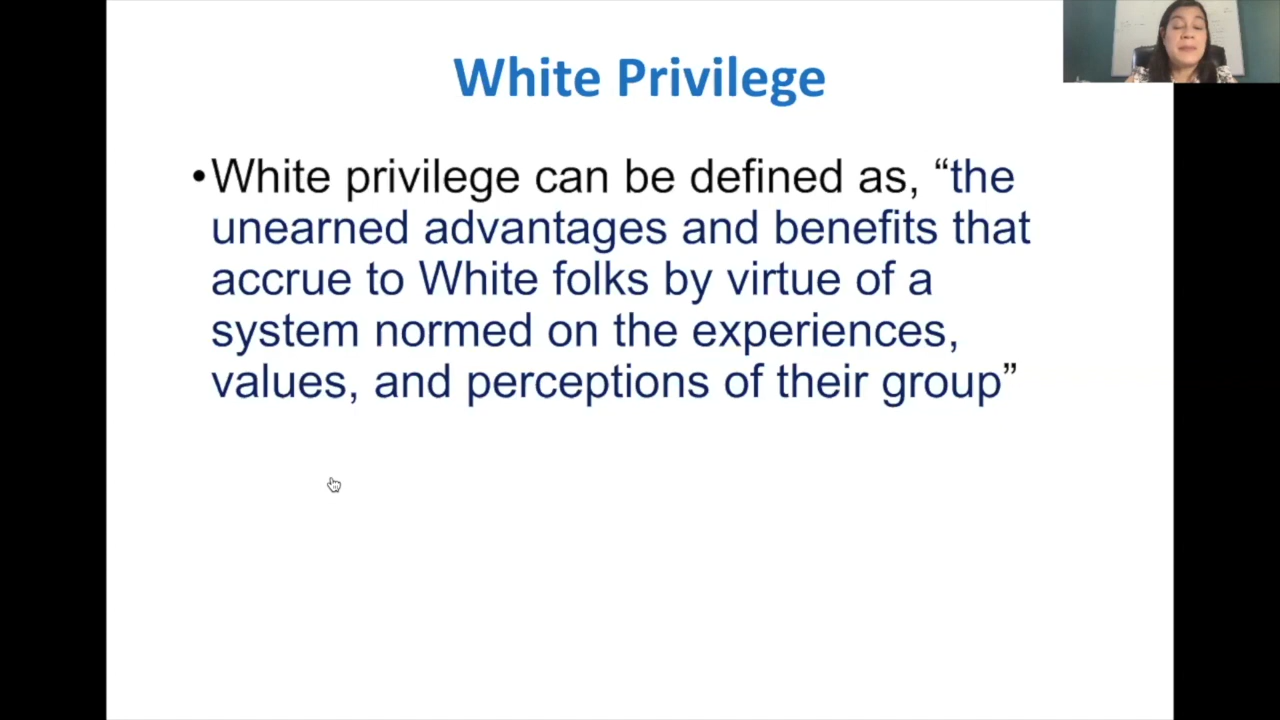 White Privilege
•White privilege can be defined as, “the
unearned advantages and benefits that
accrue to White folks by virtue of a
system normed on the experiences,
values, and perceptions of their group”